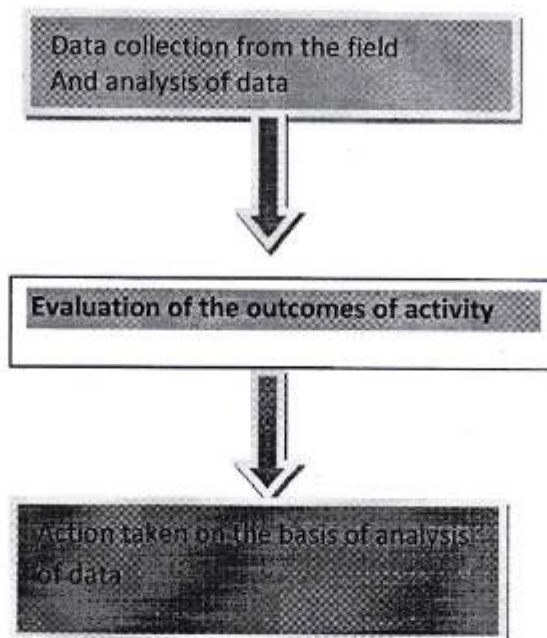 Data collection from the field
And analysis of data
Evaluation of the outcomes of activity
Action taken on the basis of analysis
of data